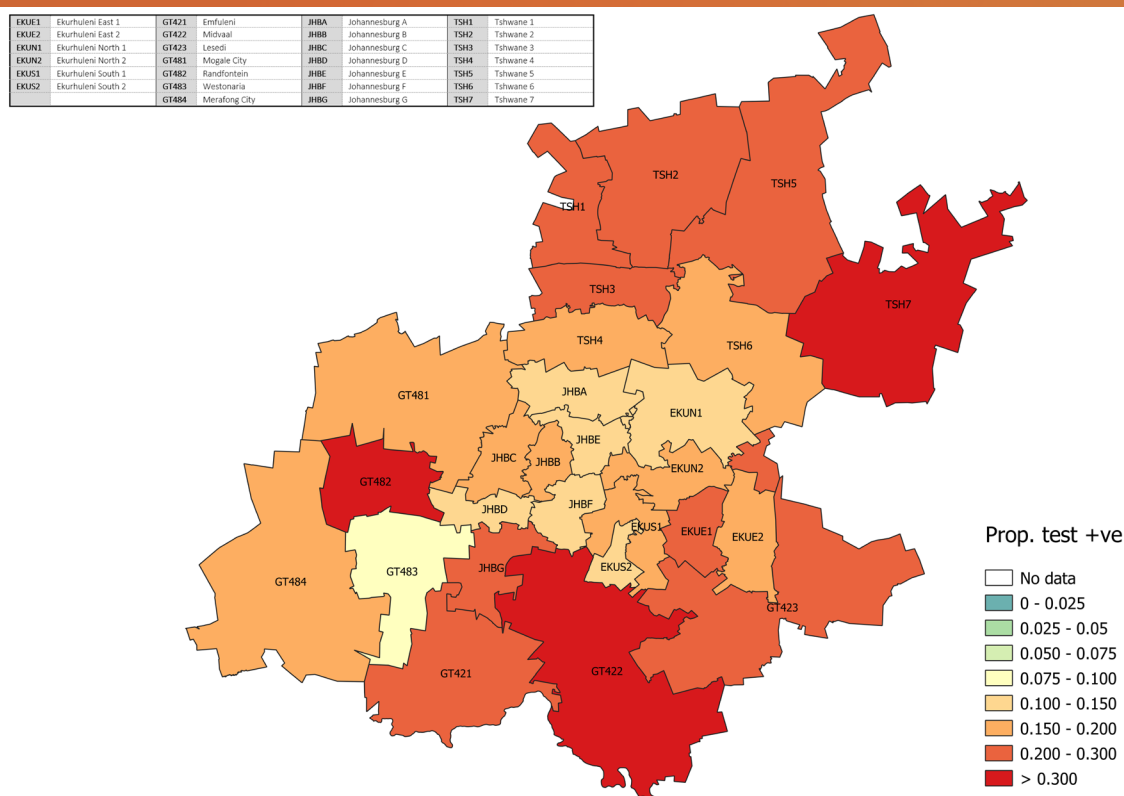 EKUE1 Ekurhuleni East 1 GT421 Emfuleni JHBA Johannesburg A TSH1 Tshwane 1
EKUE2 Ekurhuleni East 2 GT422 Midvaal JHBB Johannesburg B TSH2 Tshwane 2
EKUN1 Ekurhuleni North 1 GT423 Lesedi JHBC Johannesburg C TSH3 Tshwane 3
EKUN2 Ekurhuleni North 2 GT481 Mogale City JHBD Johannesburg D TSH4 Tshwane 4
EKUS1 Ekurhuleni South 1 GT482 Randfontein JHBE Johannesburg E TSH5 Tshwane 5
EKUS2 Ekurhuleni South 2 GT483 Westonaria JHBF Johannesburg F TSH6 Tshwane 6
GT484 Merafong City JHBG Johannesburg G TSH7 Tshwane 7
TSH2
TSH5
TSH1
TSH3
TSH7
TSH4
TSH6
GT481
JHBA
EKUN1
JHBE
JHBC
JHBB
EKUN2
GT482
JHBF
JHBD
EKUS1
EKUE1
EKUE2
JHBG
EKUS2
GT483
GT484
GT423
GT421
GT422
Prop. test +ve
No data
0 - 0.025
0.025 - 0.05
0.050 - 0.075
0.075 - 0.100
0.100 - 0.150
0.150 - 0.200
0.200 - 0.300
> 0.300